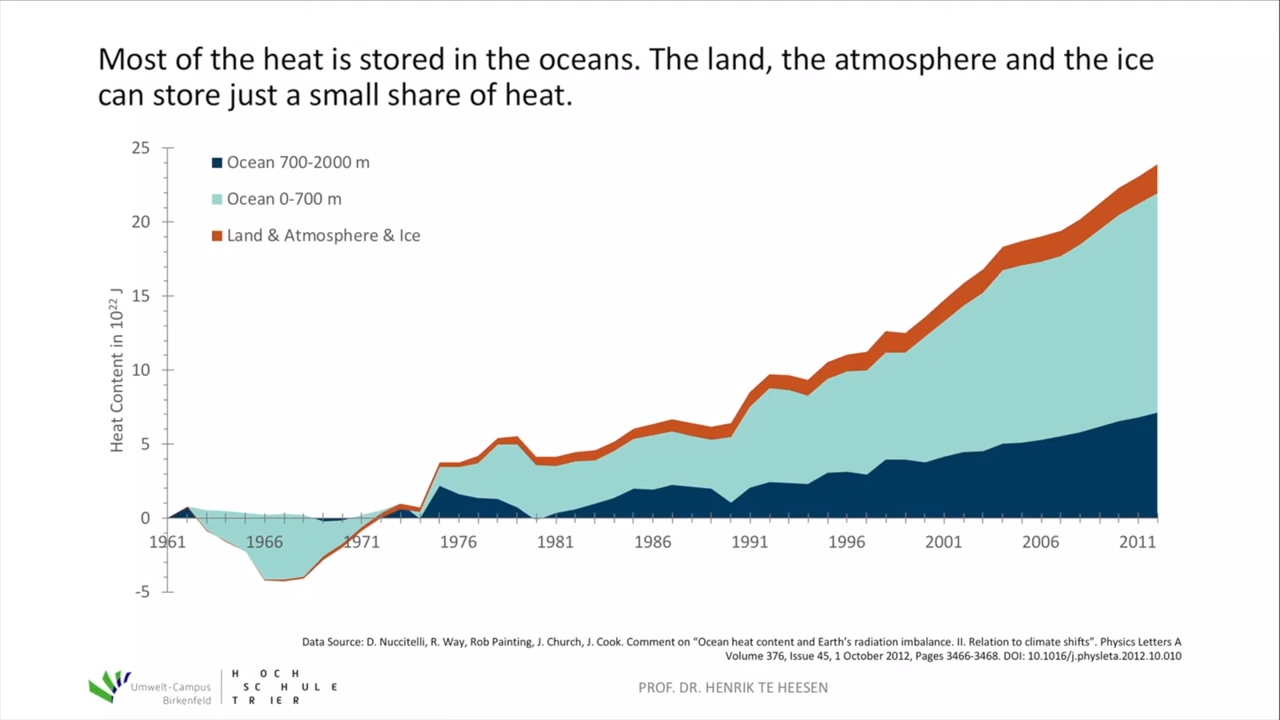 Most of the heat is stored in the oceans. The land, the atmosphere and the ice
can store just a small share of heat.
25
20
15
10
5
0
-5
Heat Content in 10²² J
Ocean 700-2000 m
Ocean 0-700 m
Land & Atmosphere & Ice
1961 1966 1971 1976 1981 1986 1991 1996 2001 2006 2011
Data Source: D. Nuccitelli, R. Way, Rob Painting, J. Church, J. Cook. Comment on “Ocean heat content and Earth’s radiation imbalance. II. Relation to climate shifts”. Physics Letters A
Volume 376, Issue 45, 1 October 2012, Pages 3466-3468. DOI: 10.1016/j.physleta.2012.10.010
Umwelt-Campus
Birkenfeld
HOCH
SCHULE
TRIER
PROF. DR. HENRIK TE HEESEN